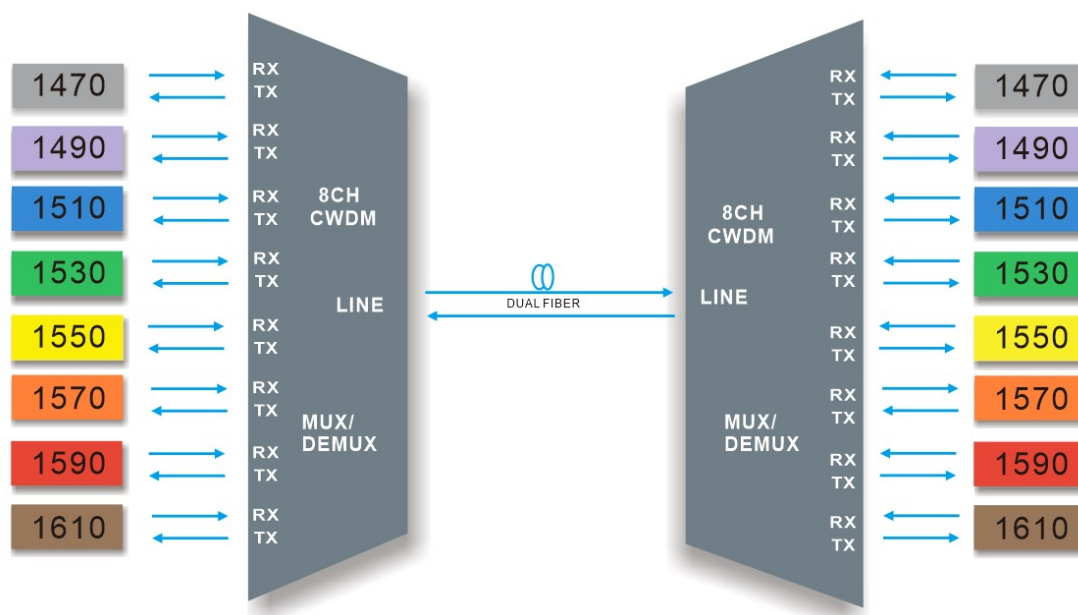 1470
RX
TX
1490
RX
TX
1510
RX
TX
1530
RX
TX
1550
RX
TX
1570
RX
TX
1590
RX
TX
1610
RX
TX
8CH
CWDM
LINE
MUX/
DEMUX
DUAL FIBER
8CH
CWDM
LINE
MUX/
DEMUX
RX
TX
1470
RX
TX
1490
RX
TX
1510
RX
TX
1530
RX
TX
1550
RX
TX
1570
RX
TX
1590
RX
TX
1610